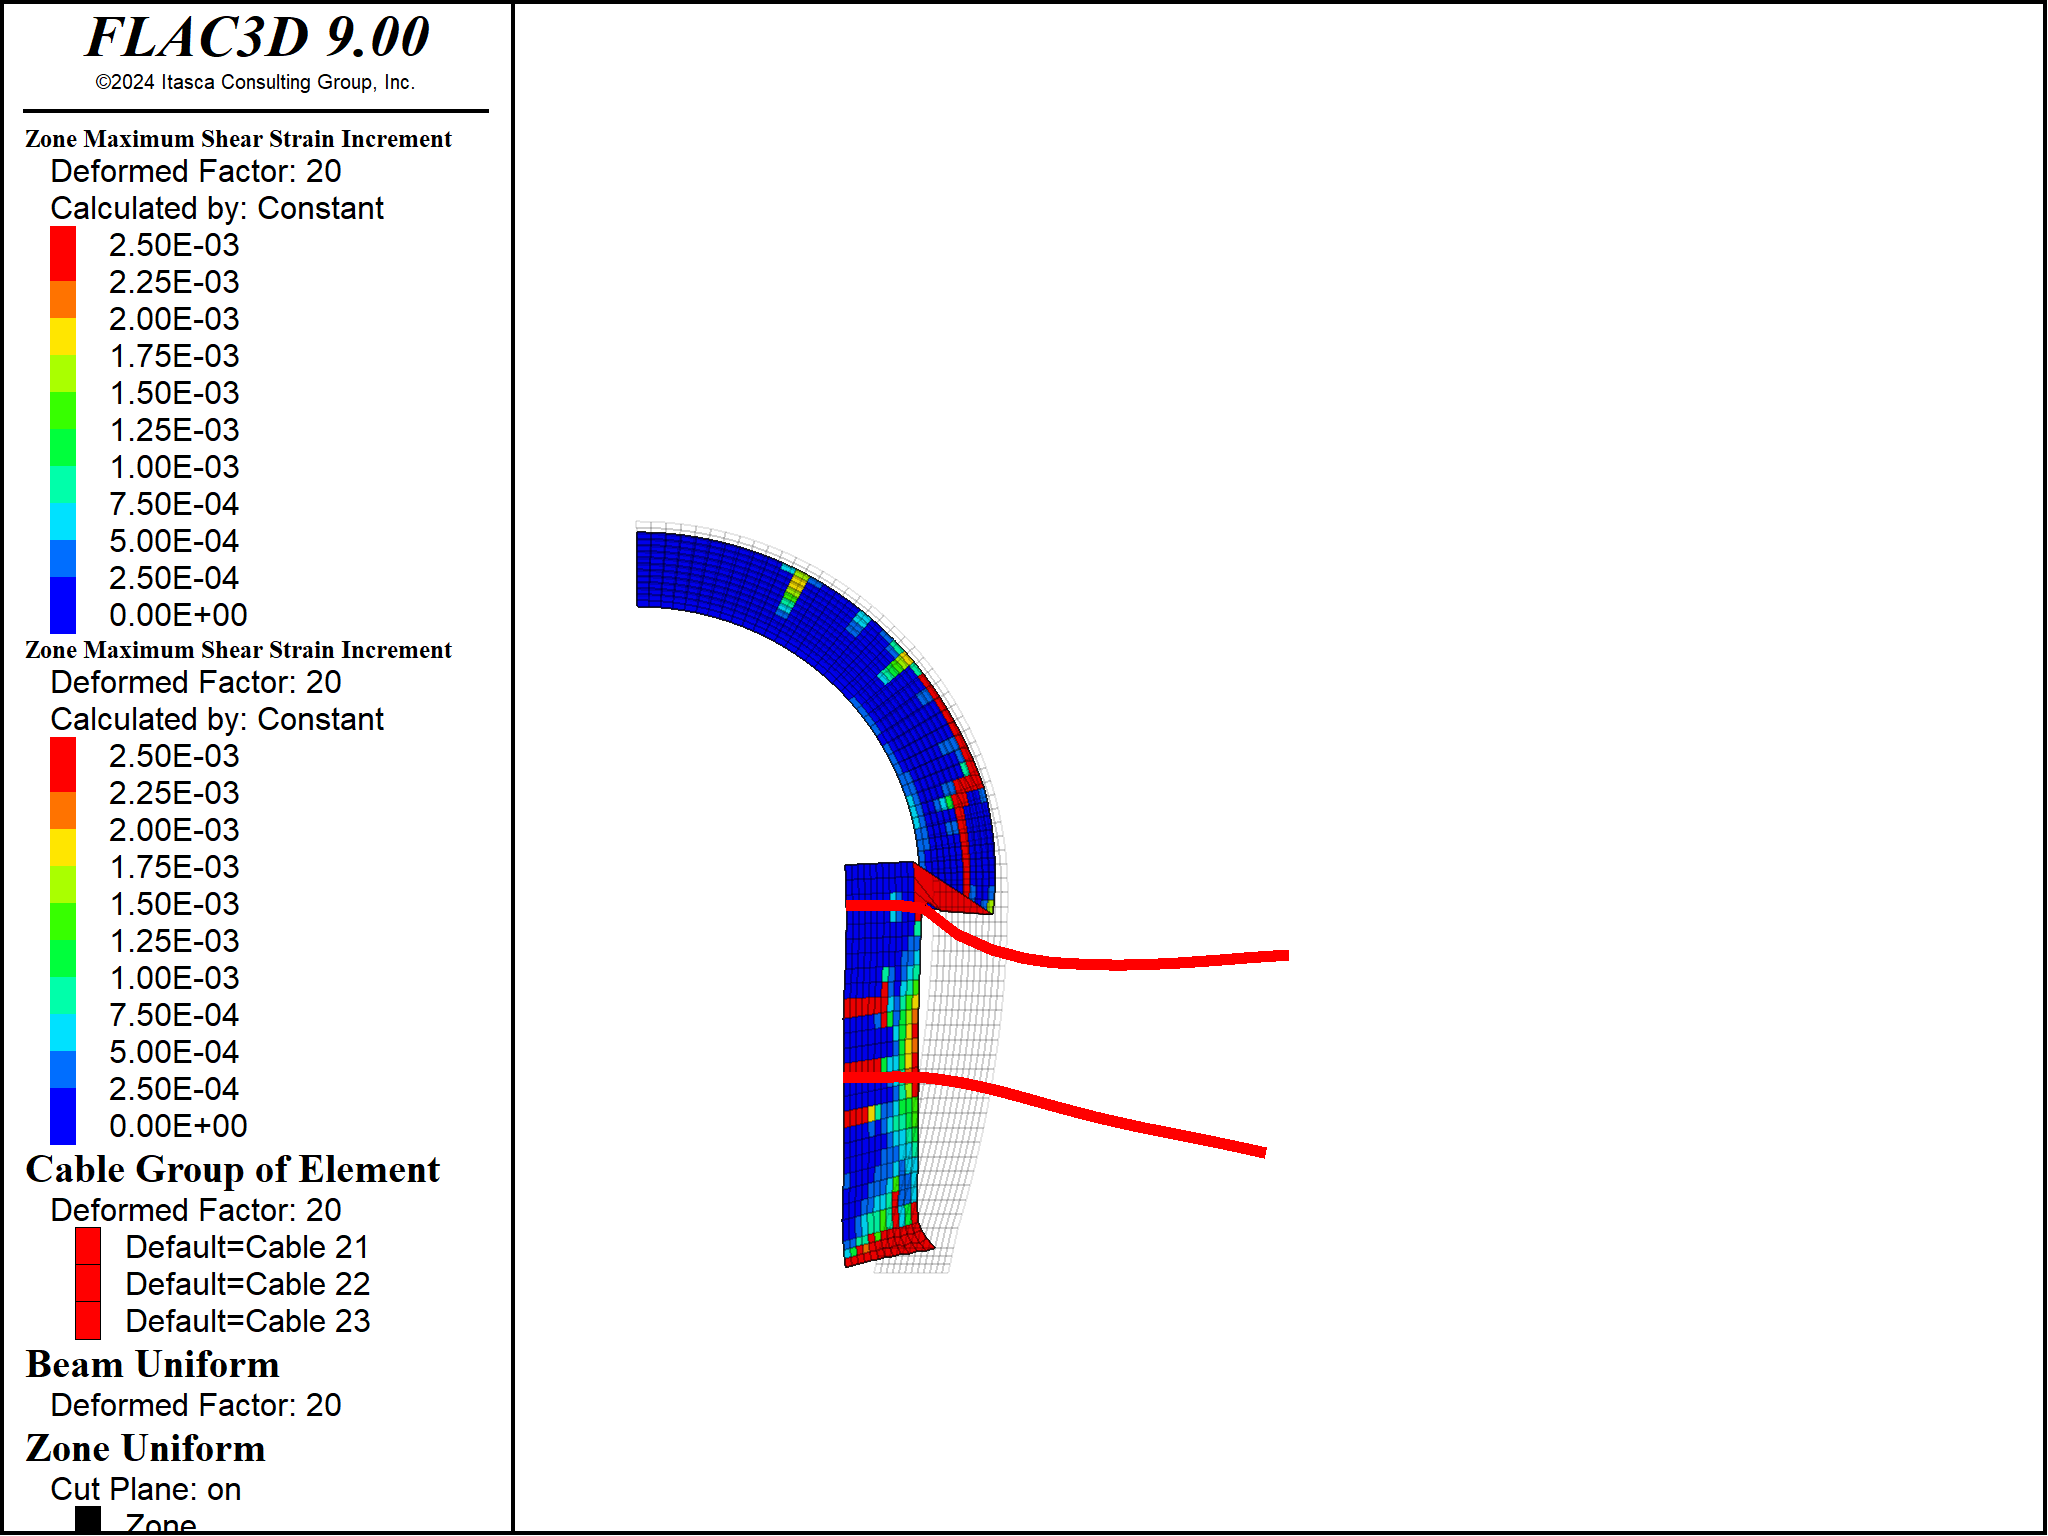 FLAC3D 9.00
©2024 Itasca Consulting Group, Inc.
Zone Maximum Shear Strain Increment
Deformed Factor: 20
Calculated by: Constant
2.50E-03
2.25E-03
2.00E-03
1.75E-03
1.50E-03
1.25E-03
1.00E-03
7.50E-04
5.00E-04
2.50E-04
0.00E+00
Zone Maximum Shear Strain Increment
Deformed Factor: 20
Calculated by: Constant
2.50E-03
2.25E-03
2.00E-03
1.75E-03
1.50E-03
1.25E-03
1.00E-03
7.50E-04
5.00E-04
2.50E-04
0.00E+00
Cable Group of Element
Deformed Factor: 20
Default=Cable 21
Default=Cable 22
Default=Cable 23
Beam Uniform
Deformed Factor: 20
Zone Uniform
Cut Plane: on
Zone